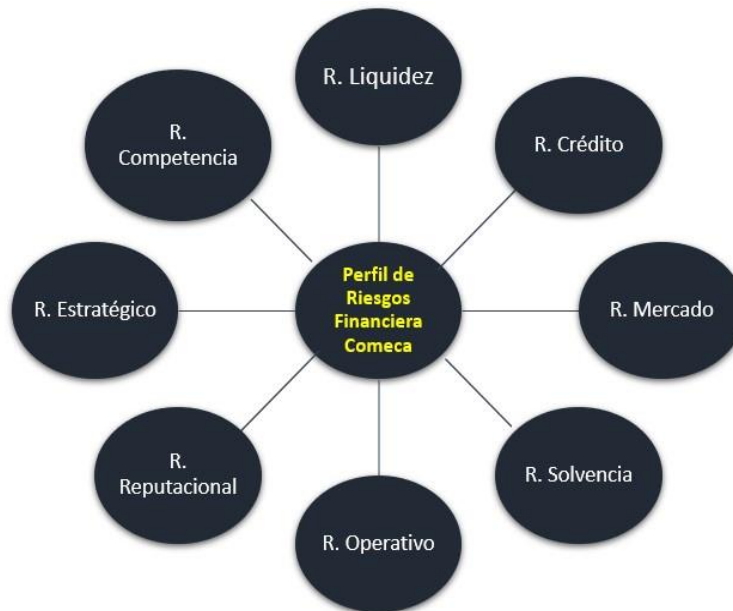 R. Liquidez
R.
Competencia
R. Crédito
Perfil de
Riesgos
Financiera
Comeca
R. Estratégico
R. Mercado
R.
Reputacional
R. Solvencia
R. Operativo